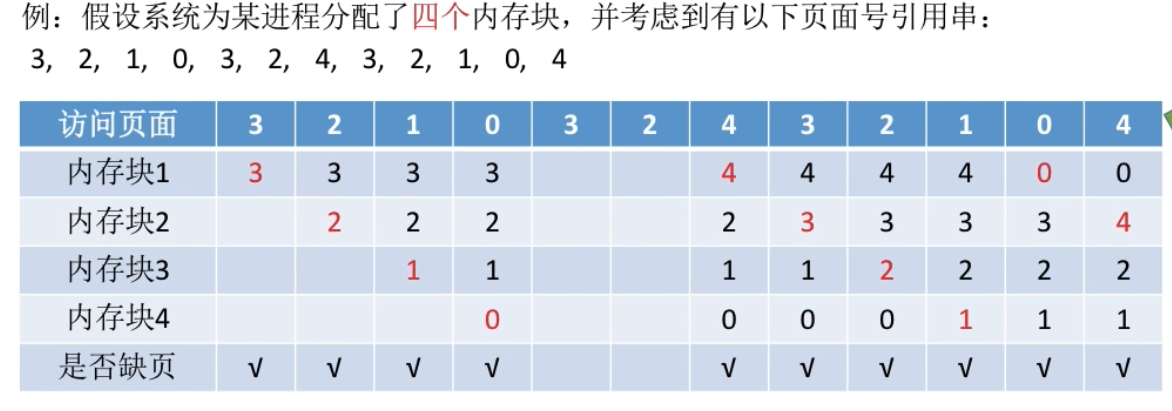 例：假设系统为某进程分配了四个内存块，并考虑到有以下页面号引用串：
3, 2, 1, 0, 3, 2, 4, 3, 2, 1, 0, 4
访问页面 3 2 1 0 3 2 4 3 2 1 0 4
内存块1 3 3 3 3 4 4 4 4 0 0
内存块2 2 2 2 2 3 3 3 3 4
内存块3 1 1 1 1 2 2 2 2
内存块4 0 0 0 0 1 1 1
是否缺页 √ √ √ √ √ √ √ √ √ √